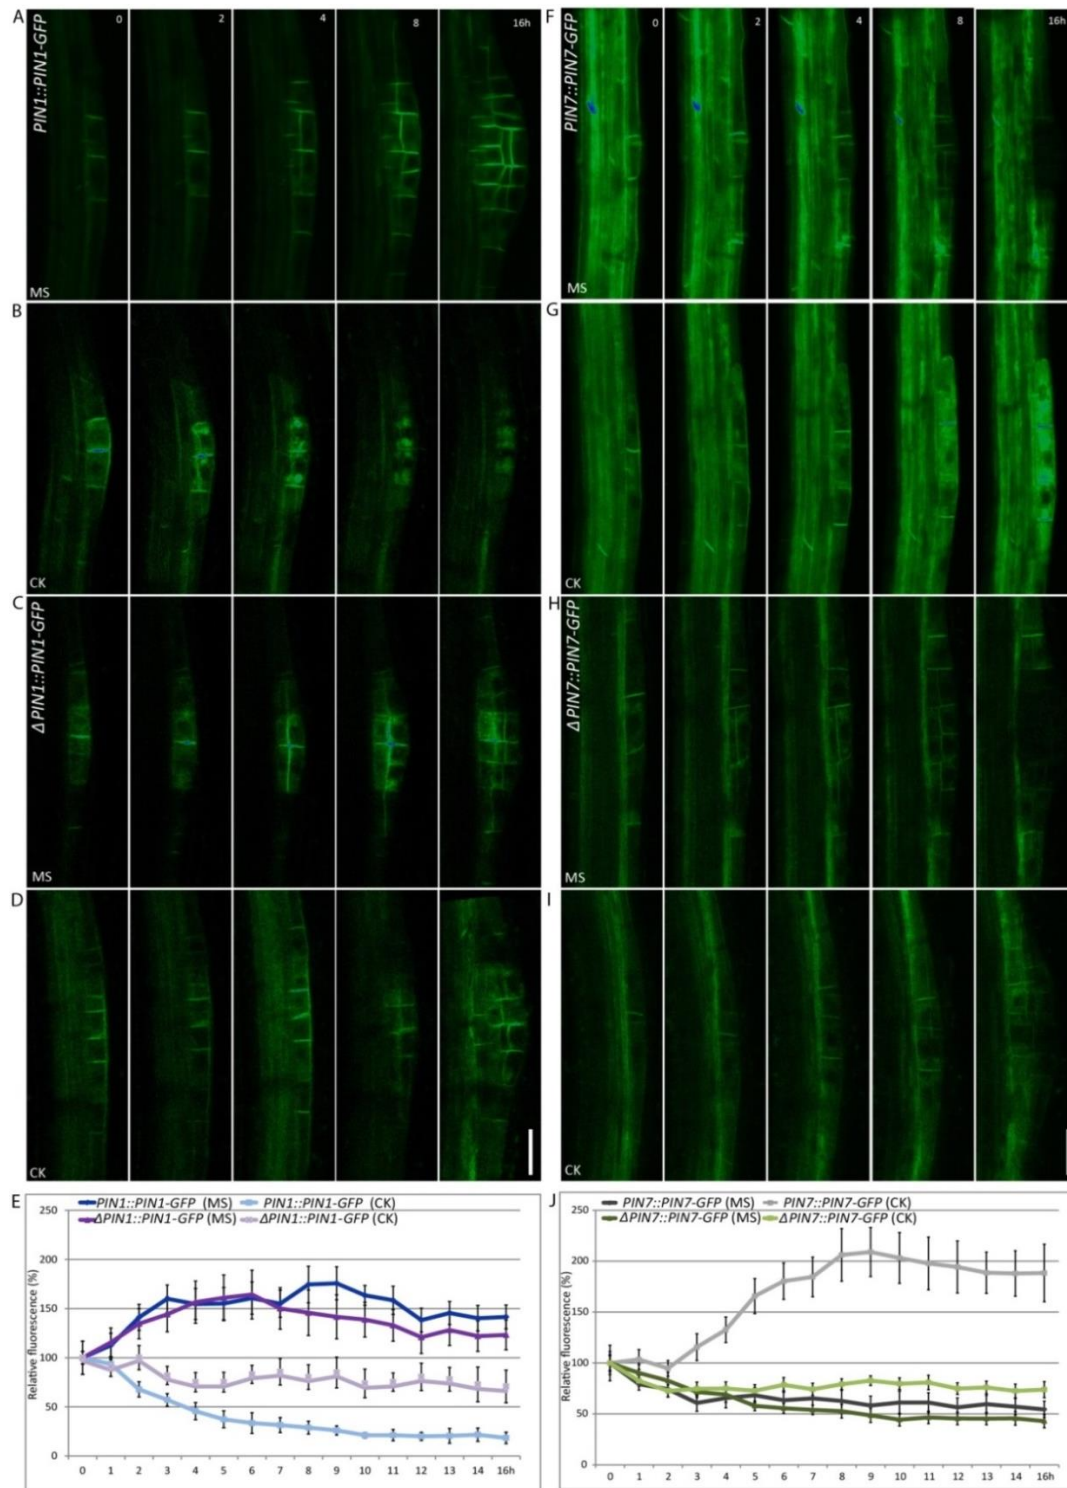 A
F
0
2
4
8
16h
0
2
4
8
16h
PIN1::PIN1-GFP
PIN7::PIN7-GFP
MS
MS
B
G
CK
CK
C
H
ΔPIN1::PIN1-GFP
ΔPIN7::PIN7-GFP
MS
MS
D
I
CK
CK
E
PIN1::PIN1-GFP (MS) PIN1::PIN1-GFP (CK)
ΔPIN1::PIN1-GFP (MS) ΔPIN1::PIN1-GFP (CK)
250
200
150
100
50
0
Relative fluorescence (%)
0 1 2 3 4 5 6 7 8 9 10 11 12 13 14 16h
J
PIN7::PIN7-GFP (MS) PIN7::PIN7-GFP (CK)
ΔPIN7::PIN7-GFP (MS) ΔPIN7::PIN7-GFP (CK)
250
200
150
100
50
0
Relative fluorescence (%)
0 1 2 3 4 5 6 7 8 9 10 11 12 13 14 16h